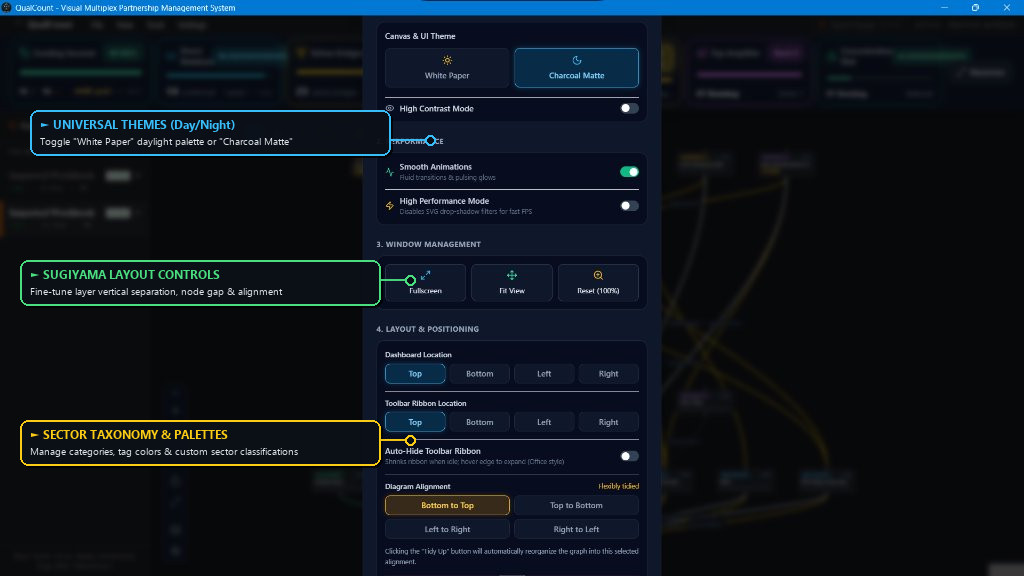 QualCount - Visual Multiplex Partnership Management System
Canvas & UI Theme
White Paper
Charcoal Matte
High Contrast Mode
► UNIVERSAL THEMES (Day/Night)
Toggle "White Paper" daylight palette or "Charcoal Matte"
Smooth Animations
Fluid transitions & pulsing glows
High Performance Mode
Disables SVG drop-shadow filters for fast FPS
3. WINDOW MANAGEMENT
► SUGIYAMA LAYOUT CONTROLS
Fine-tune layer vertical separation, node gap & alignment
Fullscreen
Fit View
Reset (100%)
4. LAYOUT & POSITIONING
Dashboard Location
Top
Bottom
Left
Right
Toolbar Ribbon Location
Top
Bottom
Left
Right
► SECTOR TAXONOMY & PALETTES
Manage categories, tag colors & custom sector classifications
Auto-Hide Toolbar Ribbon
Shrinks ribbon when idle; hover edge to expand (Office style)
Diagram Alignment
Flexibly tidied
Bottom to Top
Top to Bottom
Left to Right
Right to Left
Clicking the "Tidy Up" button will automatically reorganize the graph into this selected
alignment.